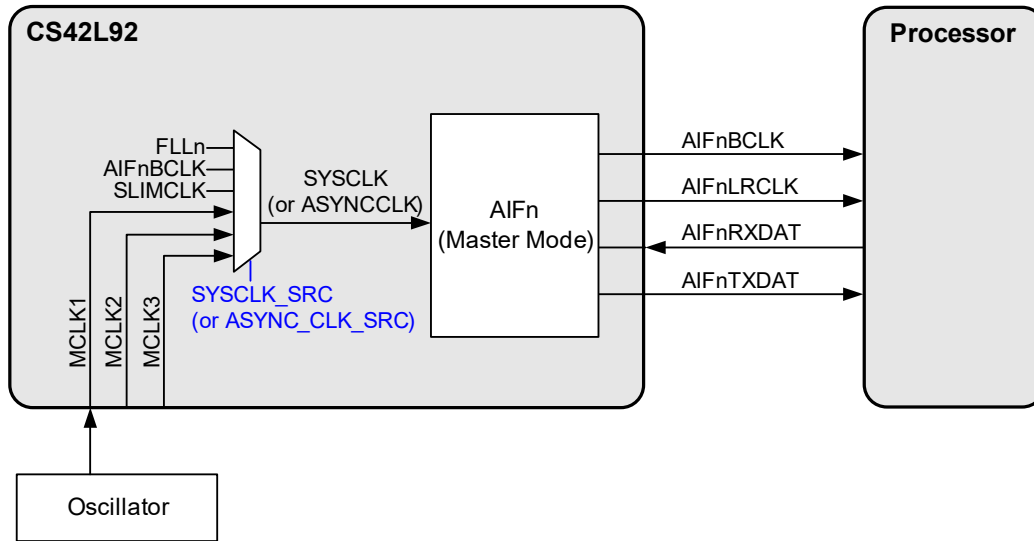 CS42L92
Processor
FLLn
AIFnBCLK
SLIMCLK
SYSCLK
(or ASYNCCLK)
SYSCLK_SRC
(or ASYNC_CLK_SRC)
MCLK1
MCLK2
MCLK3
AIFn
(Master Mode)
AIFnBCLK
AIFnLRCLK
AIFnRXDAT
AIFnTXDAT
Oscillator